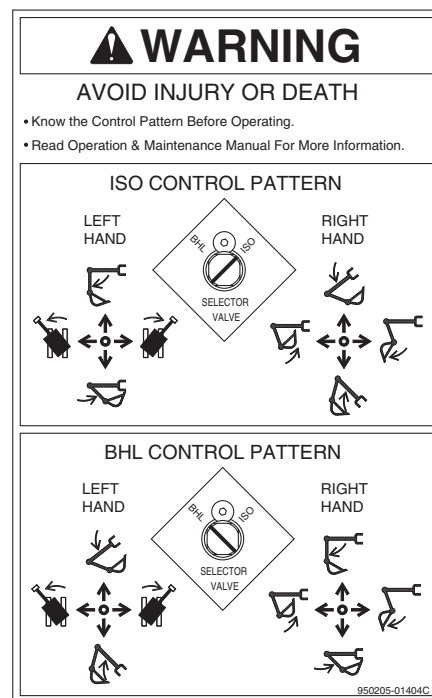 WARNING
AVOID INJURY OR DEATH
• Know the Control Pattern Before Operating.
• Read Operation & Maintenance Manual For More Information.
ISO CONTROL PATTERN
LEFT
HAND
BHL
ISO
SELECTOR
VALVE
RIGHT
HAND
BHL CONTROL PATTERN
LEFT
HAND
BHL
ISO
SELECTOR
VALVE
RIGHT
HAND
950205-01404C